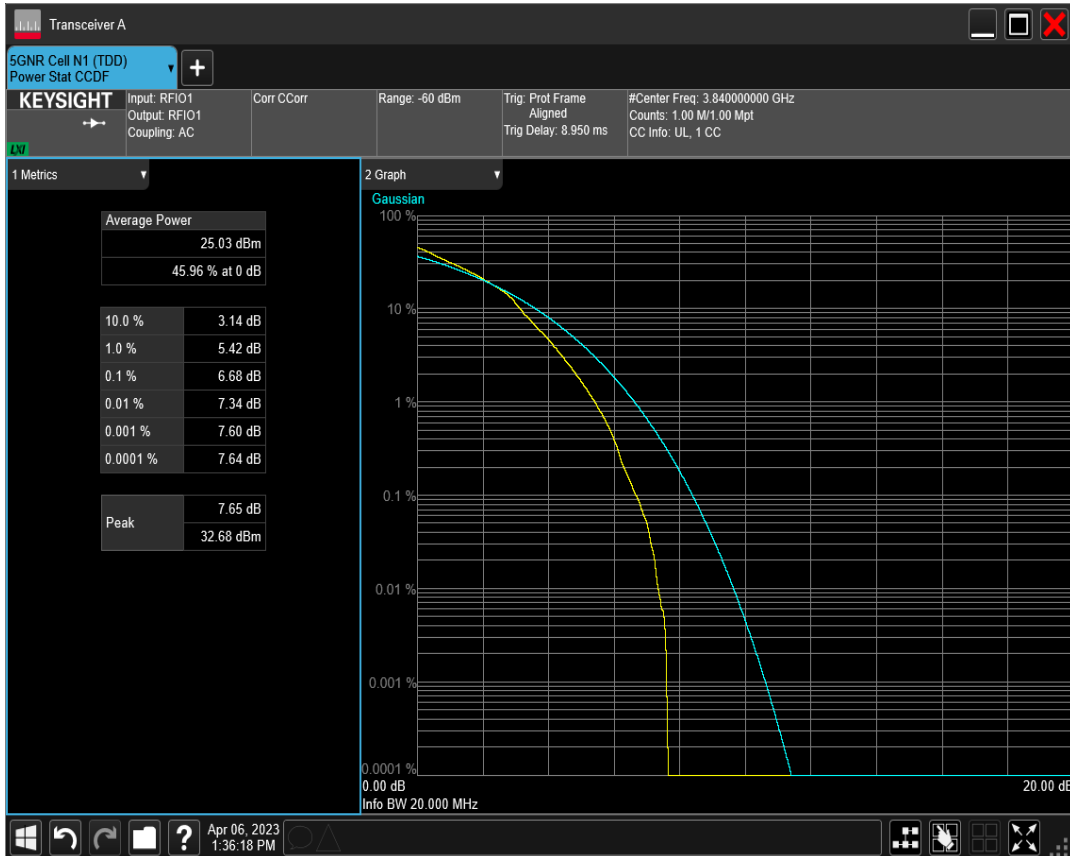 Transceiver A
5GNR Cell N1 (TDD)
Power Stat CCDF
+
KEYSIGHT
LXI
Input: RFIO1
Output: RFIO1
Coupling: AC
Corr CCorr
Range: -60 dBm
Trig: Prot Frame
Aligned
Trig Delay: 8.950 ms
#Center Freq: 3.840000000 GHz
Counts: 1.00 M/1.00 Mpt
CC Info: UL, 1 CC
1 Metrics
Average Power
25.03 dBm
45.96 % at 0 dB
10.0 % 3.14 dB
1.0 % 5.42 dB
0.1 % 6.68 dB
0.01 % 7.34 dB
0.001 % 7.60 dB
0.0001 % 7.64 dB
Peak
7.65 dB
32.68 dBm
2 Graph
Gaussian
100 %
10 %
1 %
0.1 %
0.01 %
0.001 %
0.0001 %
0.00 dB 20.00 dB
Info BW 20.000 MHz
?
Apr 06, 2023
1:36:18 PM